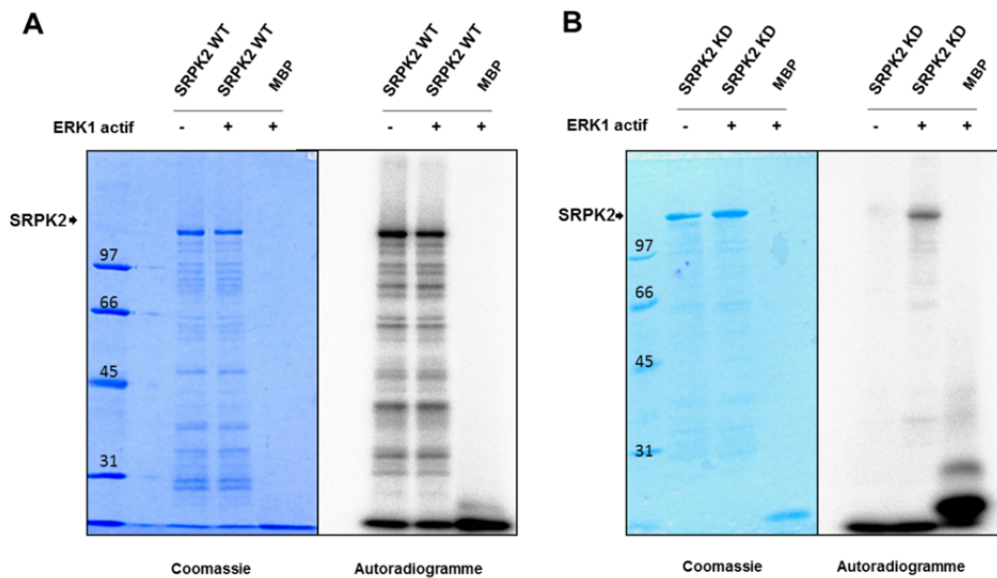 A
SRPK2 WT
SRPK2 WT
MBP
SRPK2 WT
SRPK2 WT
MBP
ERK1 actif
-
+
+
-
+
+
SRPK2
97
66
45
31
Coomassie
Autoradiogramme
B
SRPK2 KD
SRPK2 KD
MBP
SRPK2 KD
SRPK2 KD
MBP
ERK1 actif
-
+
+
-
+
+
SRPK2
97
66
45
31
Coomassie
Autoradiogramme